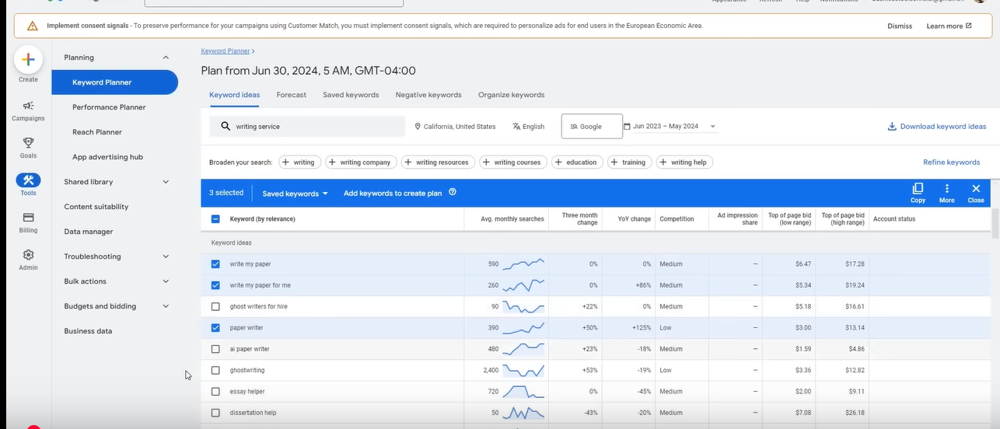 Implement consent signals - To preserve performance for your campaigns using Customer Match, you must implement consent signals, which are required to personalize ads for end users in the European Economic Area. Dismiss Learn more
Create
Campaigns
Goals
Tools
Billing
Admin
Planning
Keyword Planner
Performance Planner
Reach Planner
App advertising hub
Shared library
Content suitability
Data manager
Troubleshooting
Bulk actions
Budgets and bidding
Business data
Keyword Planner >
Plan from Jun 30, 2024, 5 AM, GMT-04:00
Keyword ideas Forecast Saved keywords Negative keywords Organize keywords
writing service California, United States English Google Jun 2023 – May 2024 Download keyword ideas
Broaden your search: + writing + writing company + writing resources + writing courses + education + training + writing help Refine keywords
3 selected Saved keywords Add keywords to create plan Copy More Close
Keyword (by relevance) Avg. monthly searches Three month change YoY change Competition Ad impression share Top of page bid (low range) Top of page bid (high range) Account status
Keyword ideas
write my paper 590 0% 0% Medium – $6.47 $17.28
write my paper for me 260 0% +86% Medium – $5.34 $19.24
ghost writers for hire 90 +22% 0% Medium – $5.18 $16.61
paper writer 390 +50% +125% Low – $3.00 $13.14
ai paper writer 480 +23% -18% Medium – $1.59 $4.86
ghostwriting 2,400 +53% -19% Low – $3.36 $12.82
essay helper 720 0% -45% Medium – $2.00 $9.11
dissertation help 50 -43% -20% Medium – $7.08 $26.18